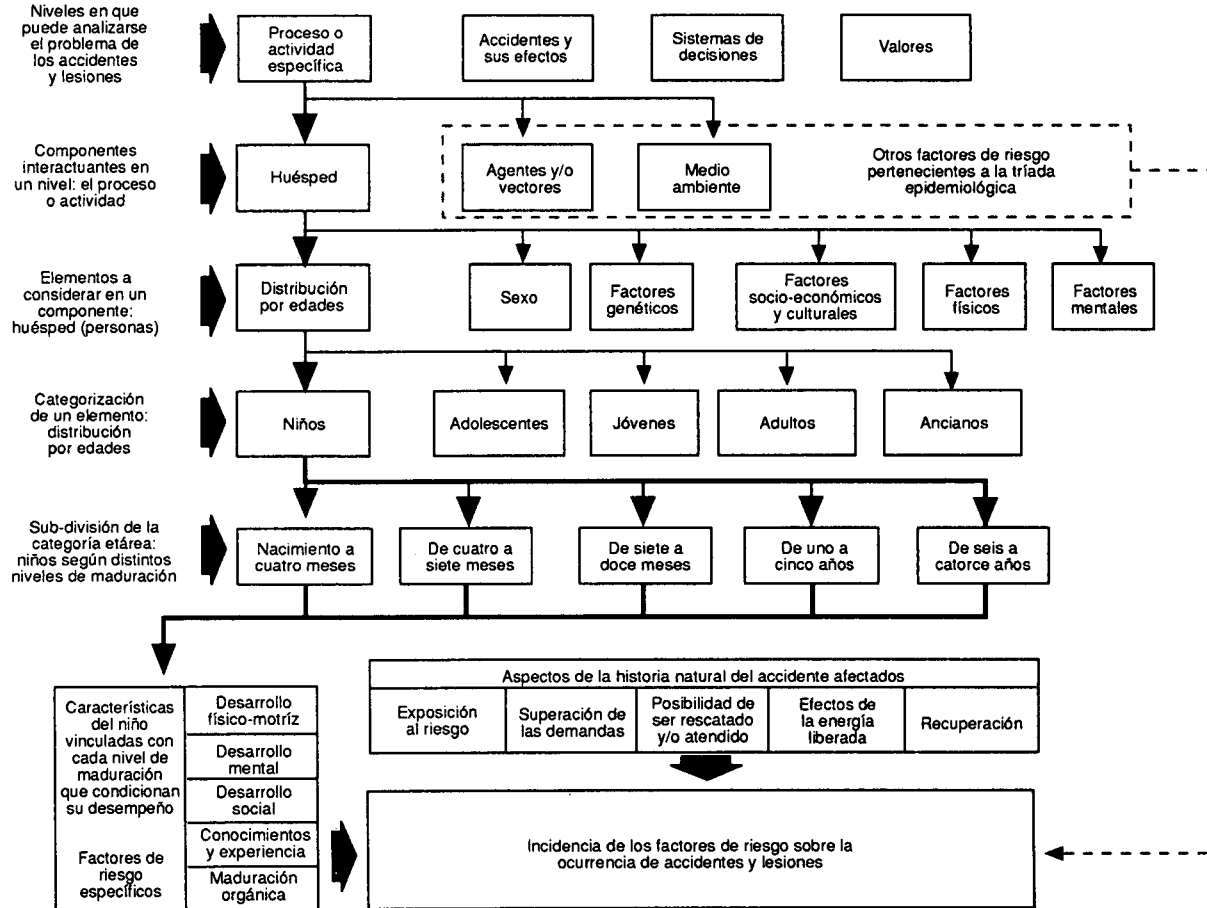 Niveles en que
puede analizarse
el problema de
los accidentes
y lesiones
Proceso o
actividad
específica
Accidentes y
sus efectos
Sistemas de
decisiones
Valores
Componentes
interactuantes en
un nivel: el proceso
o actividad
Huésped
Agentes y/o
vectores
Medio
ambiente
Otros factores de riesgo
pertenecientes a la tríada
epidemiológica
Elementos a
considerar en un
componente:
huésped (personas)
Distribución
por edades
Sexo
Factores
genéticos
Factores
socio-económicos
y culturales
Factores
físicos
Factores
mentales
Categorización
de un elemento:
distribución
por edades
Niños
Adolescentes
Jóvenes
Adultos
Ancianos
Sub-división de la
categoría etárea:
niños según distintos
niveles de maduración
Nacimiento a
cuatro meses
De cuatro a
siete meses
De siete a
doce meses
De uno a
cinco años
De seis a
catorce años
Características
del niño
vinculadas con
cada nivel de
maduración
que condicionan
su desempeño
Factores de
riesgo
específicos
Desarrollo
físico-motríz
Desarrollo
mental
Desarrollo
social
Conocimientos
y experiencia
Maduración
orgánica
Aspectos de la historia natural del accidente afectados
Exposición
al riesgo
Superación de
las demandas
Posibilidad de
ser rescatado
y/o atendido
Efectos de
la energía
liberada
Recuperación
Incidencia de los factores de riesgo sobre la
ocurrencia de accidentes y lesiones